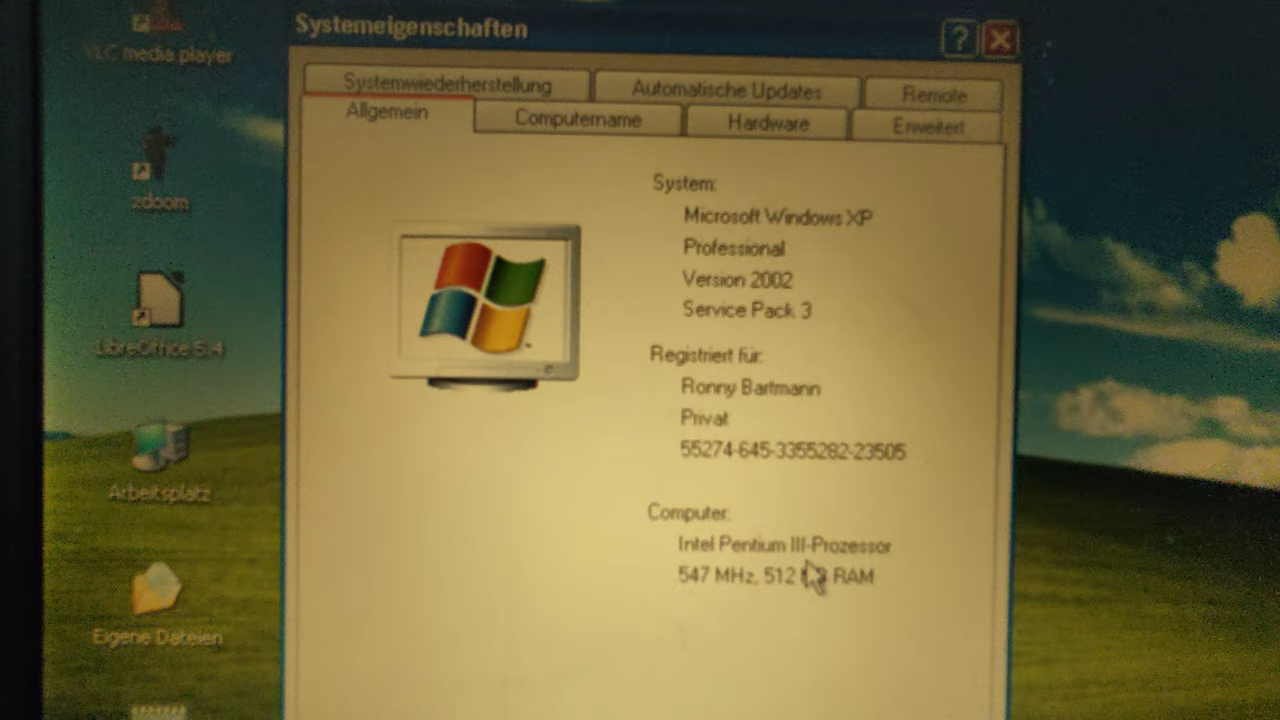 Systemeigenschaften
VLC media player
Systemwiederherstellung
Automatische Updates
Remote
Allgemein
Computername
Hardware
Erweitert
zdoom
LibreOffice 5.4
Arbeitsplatz
Eigene Dateien
System:
Microsoft Windows XP
Professional
Version 2002
Service Pack 3
Registriert für:
Ronny Bartmann
Privat
55274-645-3355282-23505
Computer:
Intel Pentium III-Prozessor
547 MHz, 512 RAM